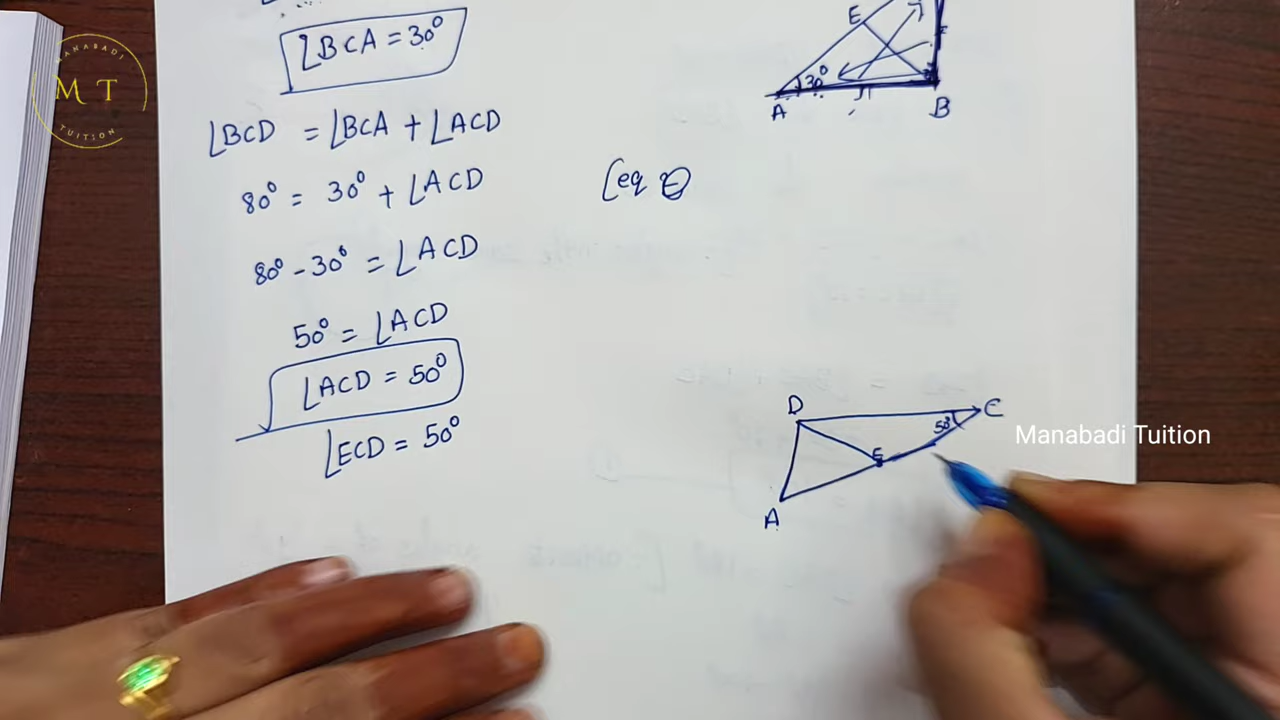 MANABADI
M T
TUITSON
∠BCA = 30°
∠BCD = ∠BCA + ∠ACD
80° = 30° + ∠ACD
80° - 30° = ∠ACD
50° = ∠ACD
∠ACD = 50°
∠ECD = 50°
E
30°
A
B
[eq ②
D
C
50°
E
A
Manabadi Tuition